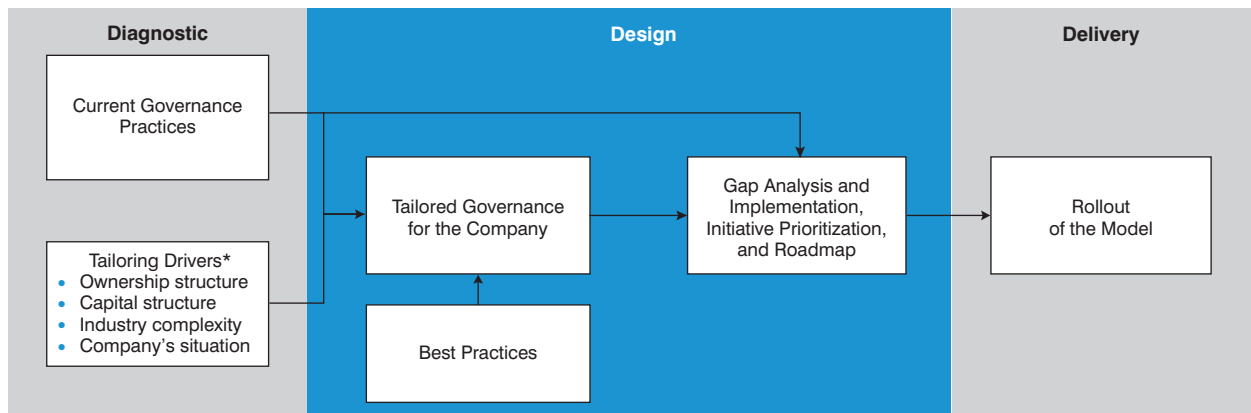 Diagnostic
Current Governance
Practices
Tailoring Drivers*
• Ownership structure
• Capital structure
• Industry complexity
• Company's situation
Design
Tailored Governance
for the Company
Best Practices
Gap Analysis and
Implementation,
Initiative Prioritization,
and Roadmap
Delivery
Rollout
of the Model